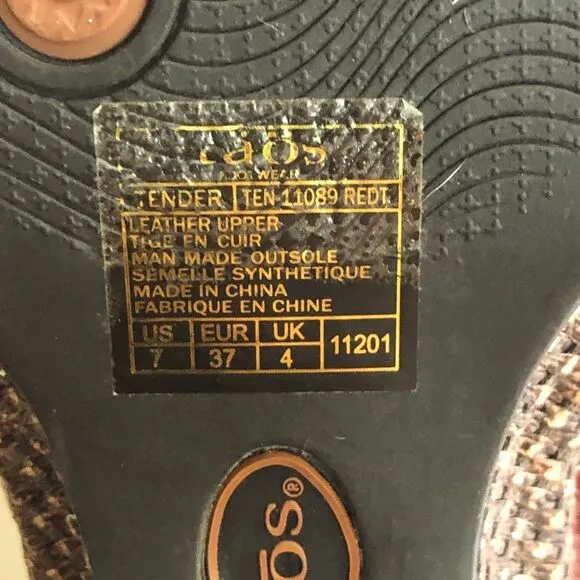 taos
FOOTWEAR
TENDER TEN-11089 REDT.
LEATHER UPPER
TIGE EN CUIR
MAN MADE OUTSOLE
SEMELLE SYNTHETIQUE
MADE IN CHINA
FABRIQUE EN CHINE
US EUR UK 11201
7 37 4
ōs®